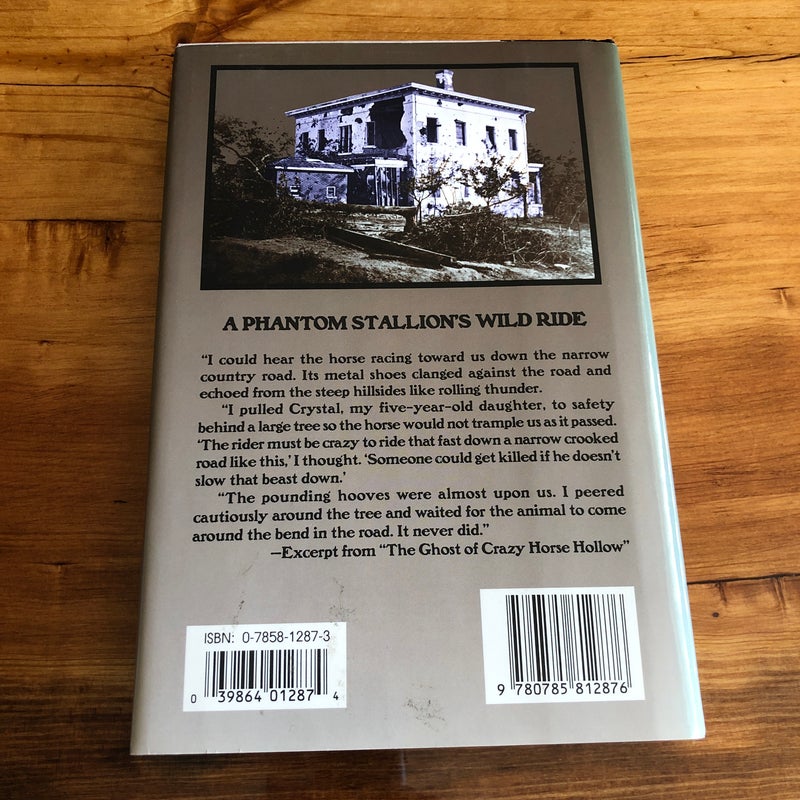 A PHANTOM STALLION'S WILD RIDE
"I could hear the horse racing toward us down the narrow
country road. Its metal shoes clanged against the road and
echoed from the steep hillsides like rolling thunder.
"I pulled Crystal, my five-year-old daughter, to safety
behind a large tree so the horse would not trample us as it passed.
'The rider must be crazy to ride that fast down a narrow crooked
road like this,' I thought. 'Someone could get killed if he doesn't
slow that beast down.'
"The pounding hooves were almost upon us. I peered
cautiously around the tree and waited for the animal to come
around the bend in the road. It never did."
—Excerpt from "The Ghost of Crazy Horse Hollow"
ISBN: 0-7858-1287-3
0 39864 01287 4
9 780785 812876